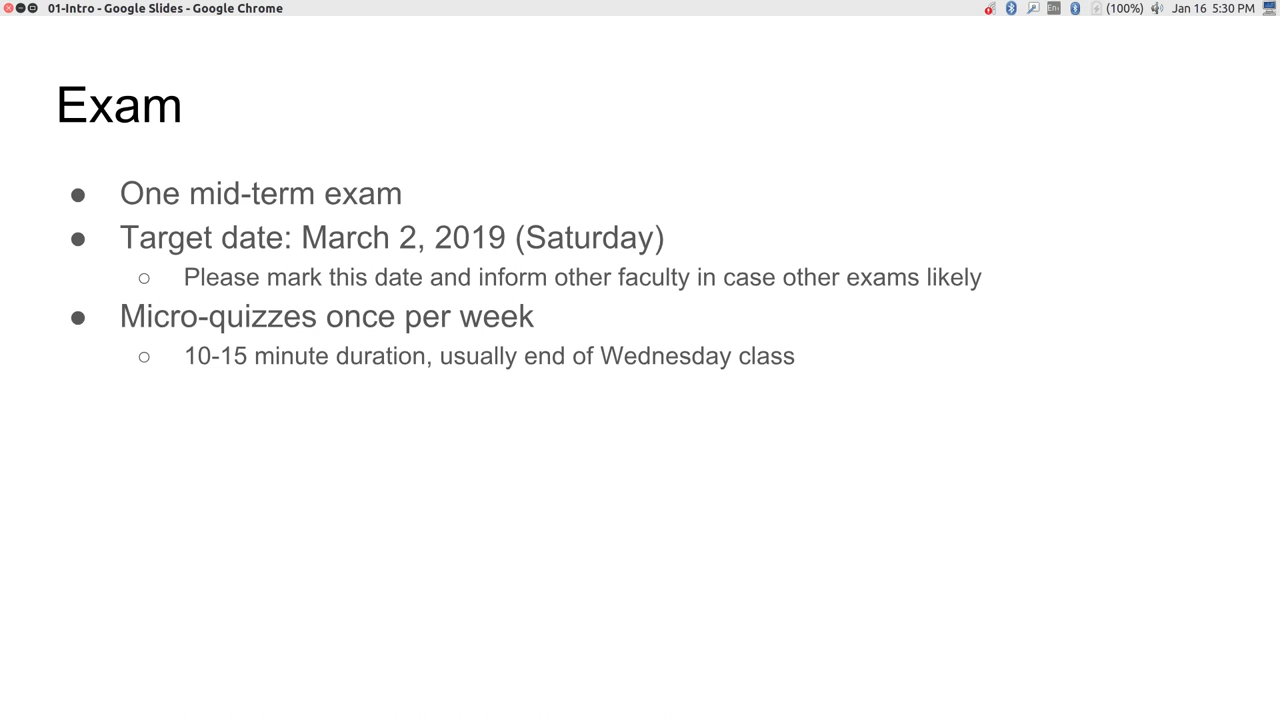 01-Intro - Google Slides - Google Chrome
En (100%) Jan 16 5:30 PM
Exam
● One mid-term exam
● Target date: March 2, 2019 (Saturday)
○ Please mark this date and inform other faculty in case other exams likely
● Micro-quizzes once per week
○ 10-15 minute duration, usually end of Wednesday class